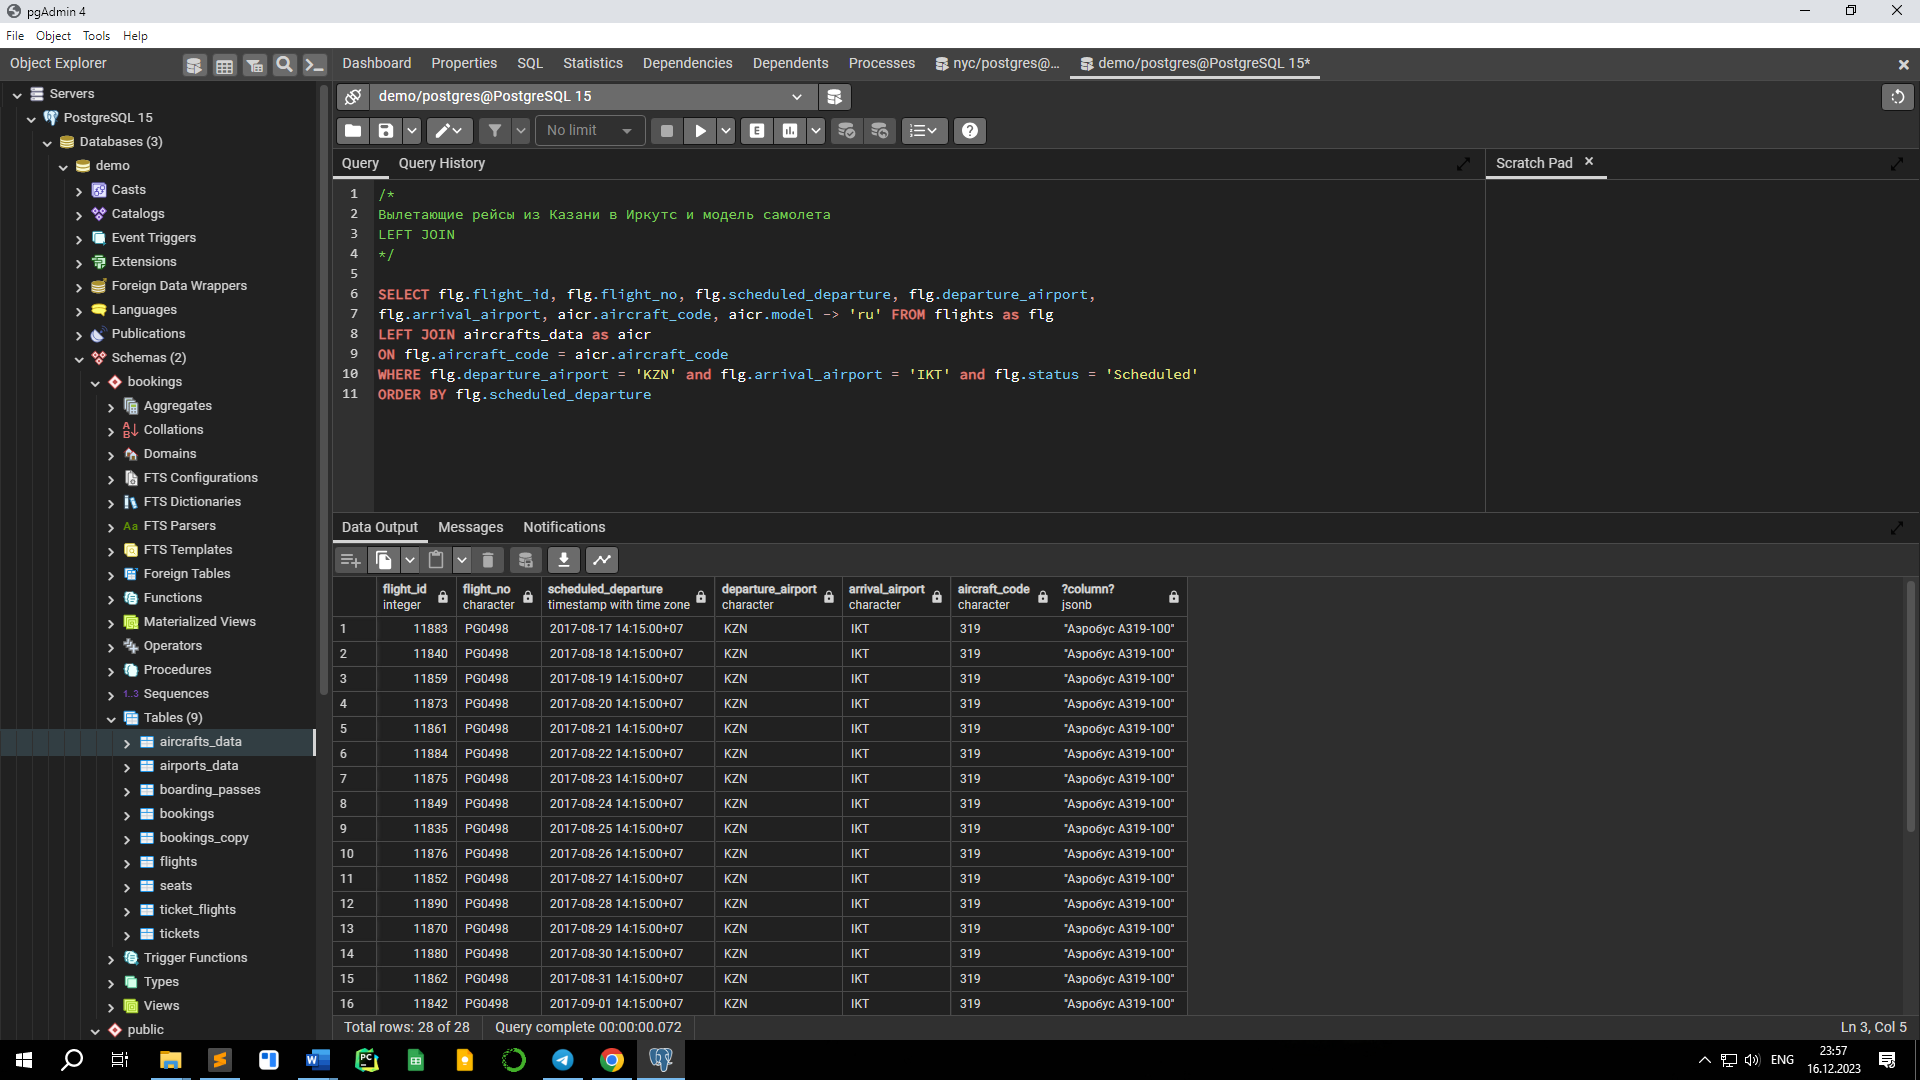 pgAdmin 4
File Object Tools Help
Object Explorer
Dashboard Properties SQL Statistics Dependencies Dependents Processes nyc/postgres@... demo/postgres@PostgreSQL 15*
Servers
PostgreSQL 15
Databases (3)
demo
Casts
Catalogs
Event Triggers
Extensions
Foreign Data Wrappers
Languages
Publications
Schemas (2)
bookings
Aggregates
Collations
Domains
FTS Configurations
FTS Dictionaries
FTS Parsers
FTS Templates
Foreign Tables
Functions
Materialized Views
Operators
Procedures
1..3 Sequences
Tables (9)
aircrafts_data
airports_data
boarding_passes
bookings
bookings_copy
flights
seats
ticket_flights
tickets
Trigger Functions
Types
Views
public
demo/postgres@PostgreSQL 15
No limit
E
Query Query History
Scratch Pad
1 /*
2 Вылетающие рейсы из Казани в Иркутс и модель самолета
3 LEFT JOIN
4 */
5
6 SELECT flg.flight_id, flg.flight_no, flg.scheduled_departure, flg.departure_airport,
7 flg.arrival_airport, aicr.aircraft_code, aicr.model -> 'ru' FROM flights as flg
8 LEFT JOIN aircrafts_data as aicr
9 ON flg.aircraft_code = aicr.aircraft_code
10 WHERE flg.departure_airport = 'KZN' and flg.arrival_airport = 'IKT' and flg.status = 'Scheduled'
11 ORDER BY flg.scheduled_departure
Data Output Messages Notifications
flight_id flight_no scheduled_departure departure_airport arrival_airport aircraft_code ?column?
integer character timestamp with time zone character character character jsonb
1 11883 PG0498 2017-08-17 14:15:00+07 KZN IKT 319 "Аэробус A319-100"
2 11840 PG0498 2017-08-18 14:15:00+07 KZN IKT 319 "Аэробус A319-100"
3 11859 PG0498 2017-08-19 14:15:00+07 KZN IKT 319 "Аэробус A319-100"
4 11873 PG0498 2017-08-20 14:15:00+07 KZN IKT 319 "Аэробус A319-100"
5 11861 PG0498 2017-08-21 14:15:00+07 KZN IKT 319 "Аэробус A319-100"
6 11884 PG0498 2017-08-22 14:15:00+07 KZN IKT 319 "Аэробус A319-100"
7 11875 PG0498 2017-08-23 14:15:00+07 KZN IKT 319 "Аэробус A319-100"
8 11849 PG0498 2017-08-24 14:15:00+07 KZN IKT 319 "Аэробус A319-100"
9 11835 PG0498 2017-08-25 14:15:00+07 KZN IKT 319 "Аэробус A319-100"
10 11876 PG0498 2017-08-26 14:15:00+07 KZN IKT 319 "Аэробус A319-100"
11 11852 PG0498 2017-08-27 14:15:00+07 KZN IKT 319 "Аэробус A319-100"
12 11890 PG0498 2017-08-28 14:15:00+07 KZN IKT 319 "Аэробус A319-100"
13 11870 PG0498 2017-08-29 14:15:00+07 KZN IKT 319 "Аэробус A319-100"
14 11880 PG0498 2017-08-30 14:15:00+07 KZN IKT 319 "Аэробус A319-100"
15 11862 PG0498 2017-08-31 14:15:00+07 KZN IKT 319 "Аэробус A319-100"
16 11842 PG0498 2017-09-01 14:15:00+07 KZN IKT 319 "Аэробус A319-100"
Total rows: 28 of 28 Query complete 00:00:00.072 Ln 3, Col 5
ENG
23:57
16.12.2023